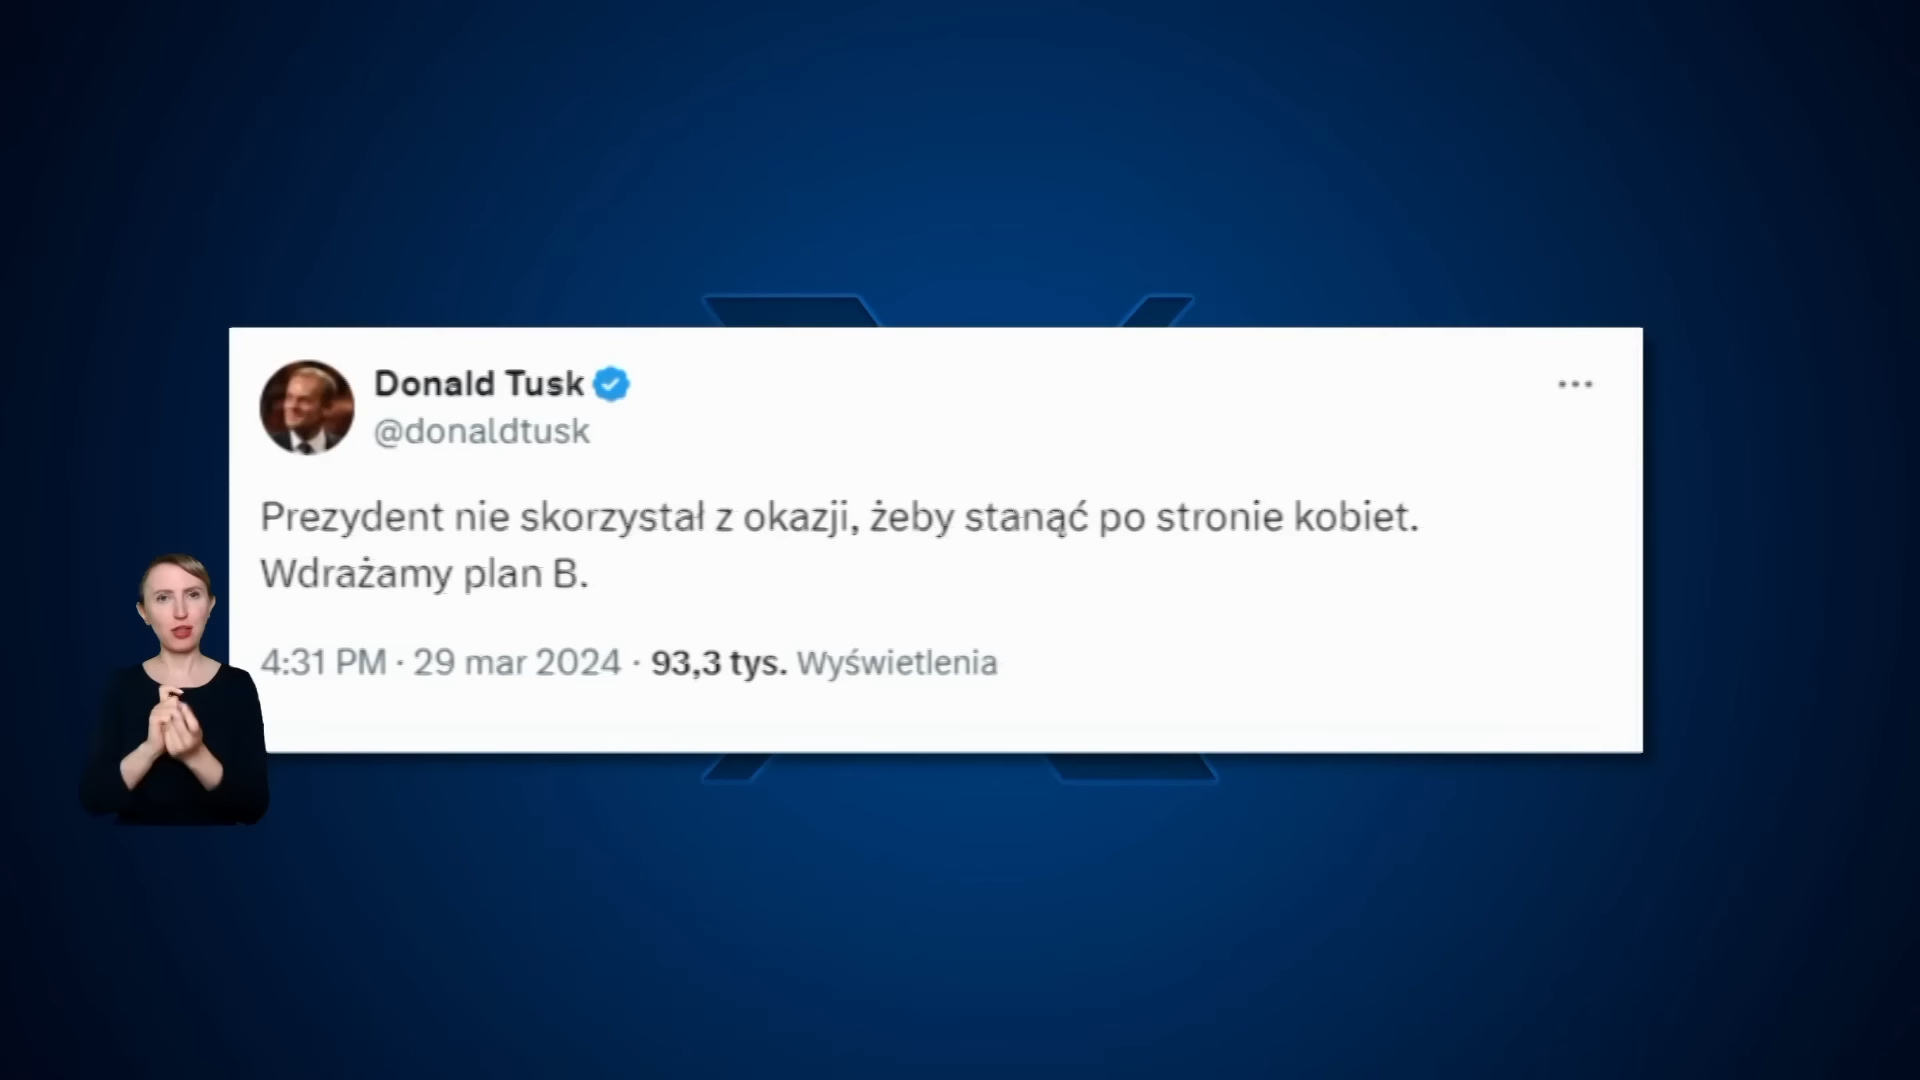 Donald Tusk
@donaldtusk
Prezydent nie skorzystał z okazji, żeby stanąć po stronie kobiet.
Wdrażamy plan B.
4:31 PM · 29 mar 2024 · 93,3 tys. Wyświetlenia